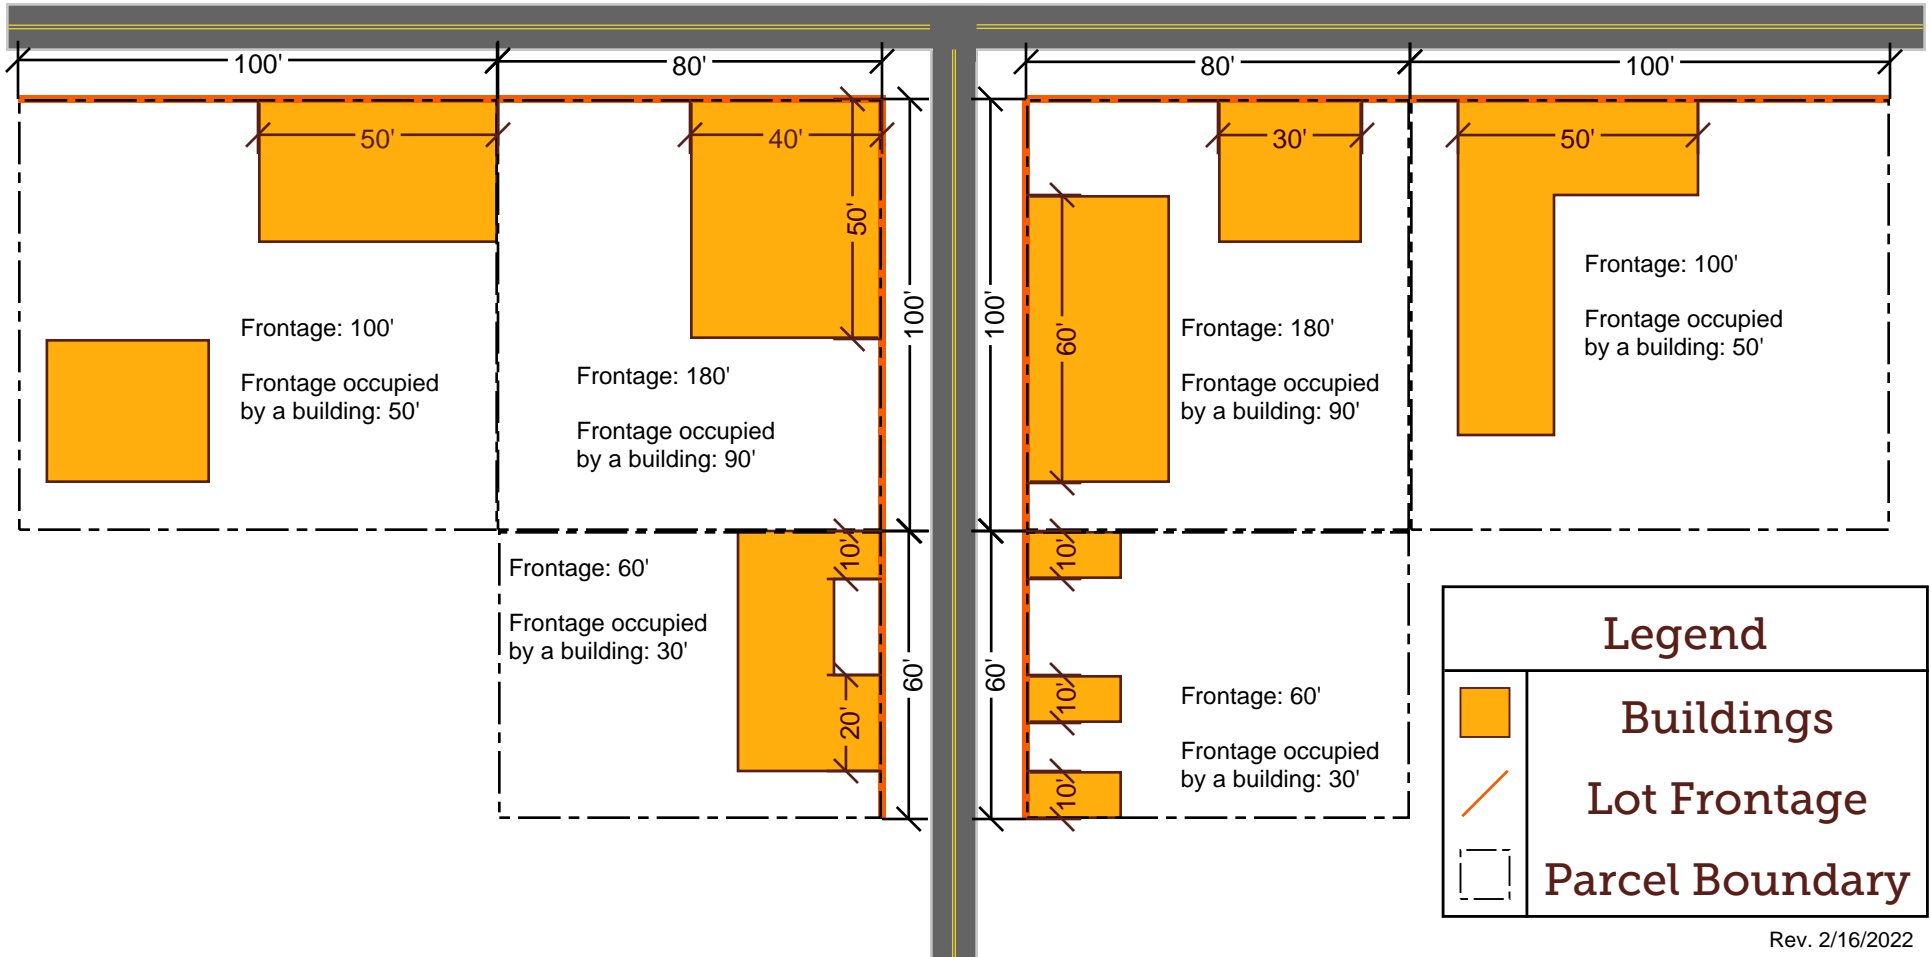 100'
80'
80'
100'
50'
40'
30'
50'
50'
60'
100'
100'
Frontage: 100'
Frontage occupied
by a building: 50'
Frontage: 180'
Frontage occupied
by a building: 90'
Frontage: 180'
Frontage occupied
by a building: 90'
Frontage: 100'
Frontage occupied
by a building: 50'
Frontage: 60'
Frontage occupied
by a building: 30'
10'
20'
60'
60'
10'
10'
10'
Frontage: 60'
Frontage occupied
by a building: 30'
Legend
Buildings
Lot Frontage
Parcel Boundary
Rev. 2/16/2022